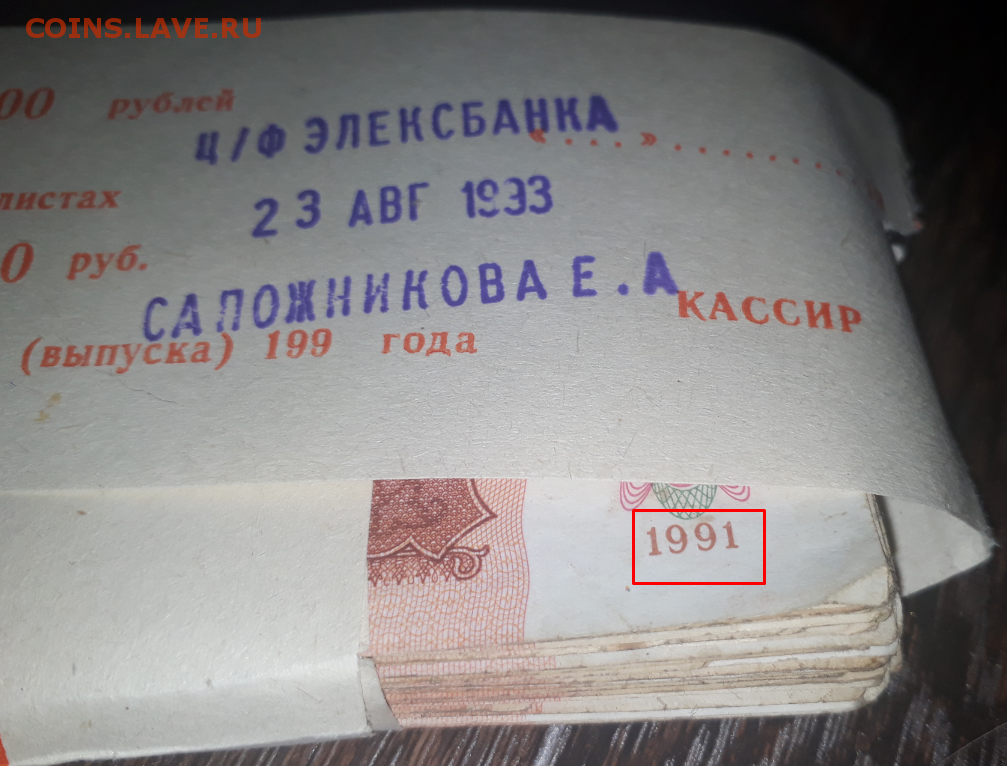 COINS.LAVE.RU
00 рублей
Ц/Ф ЭЛЕКСБАНКА
«...»..........
листах
23 АВГ 1993
0 руб.
САПОЖНИКОВА Е.А
КАССИР
(выпуска) 199 года
1991